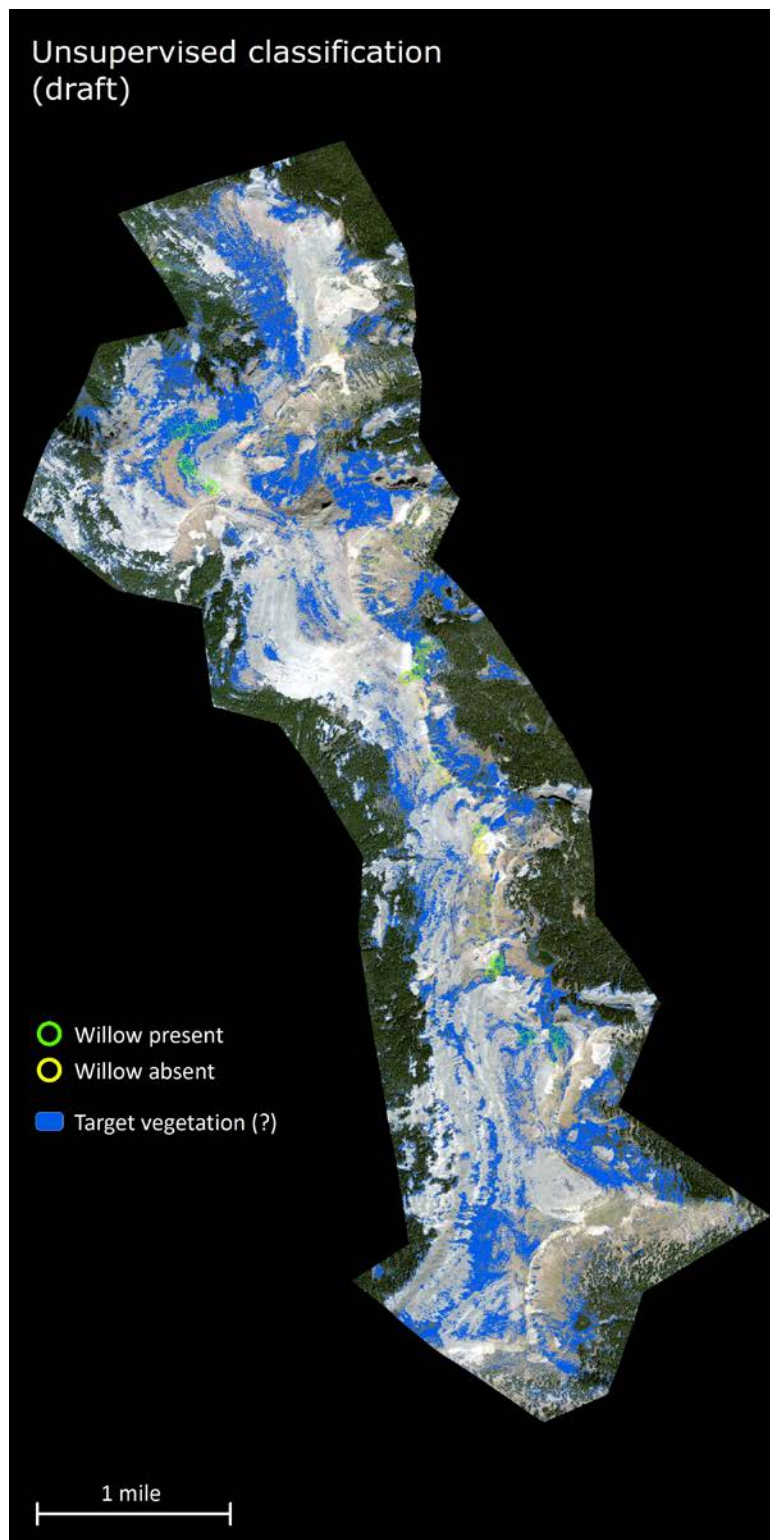 Unsupervised classification
(draft)
Willow present
Willow absent
Target vegetation (?)
1 mile